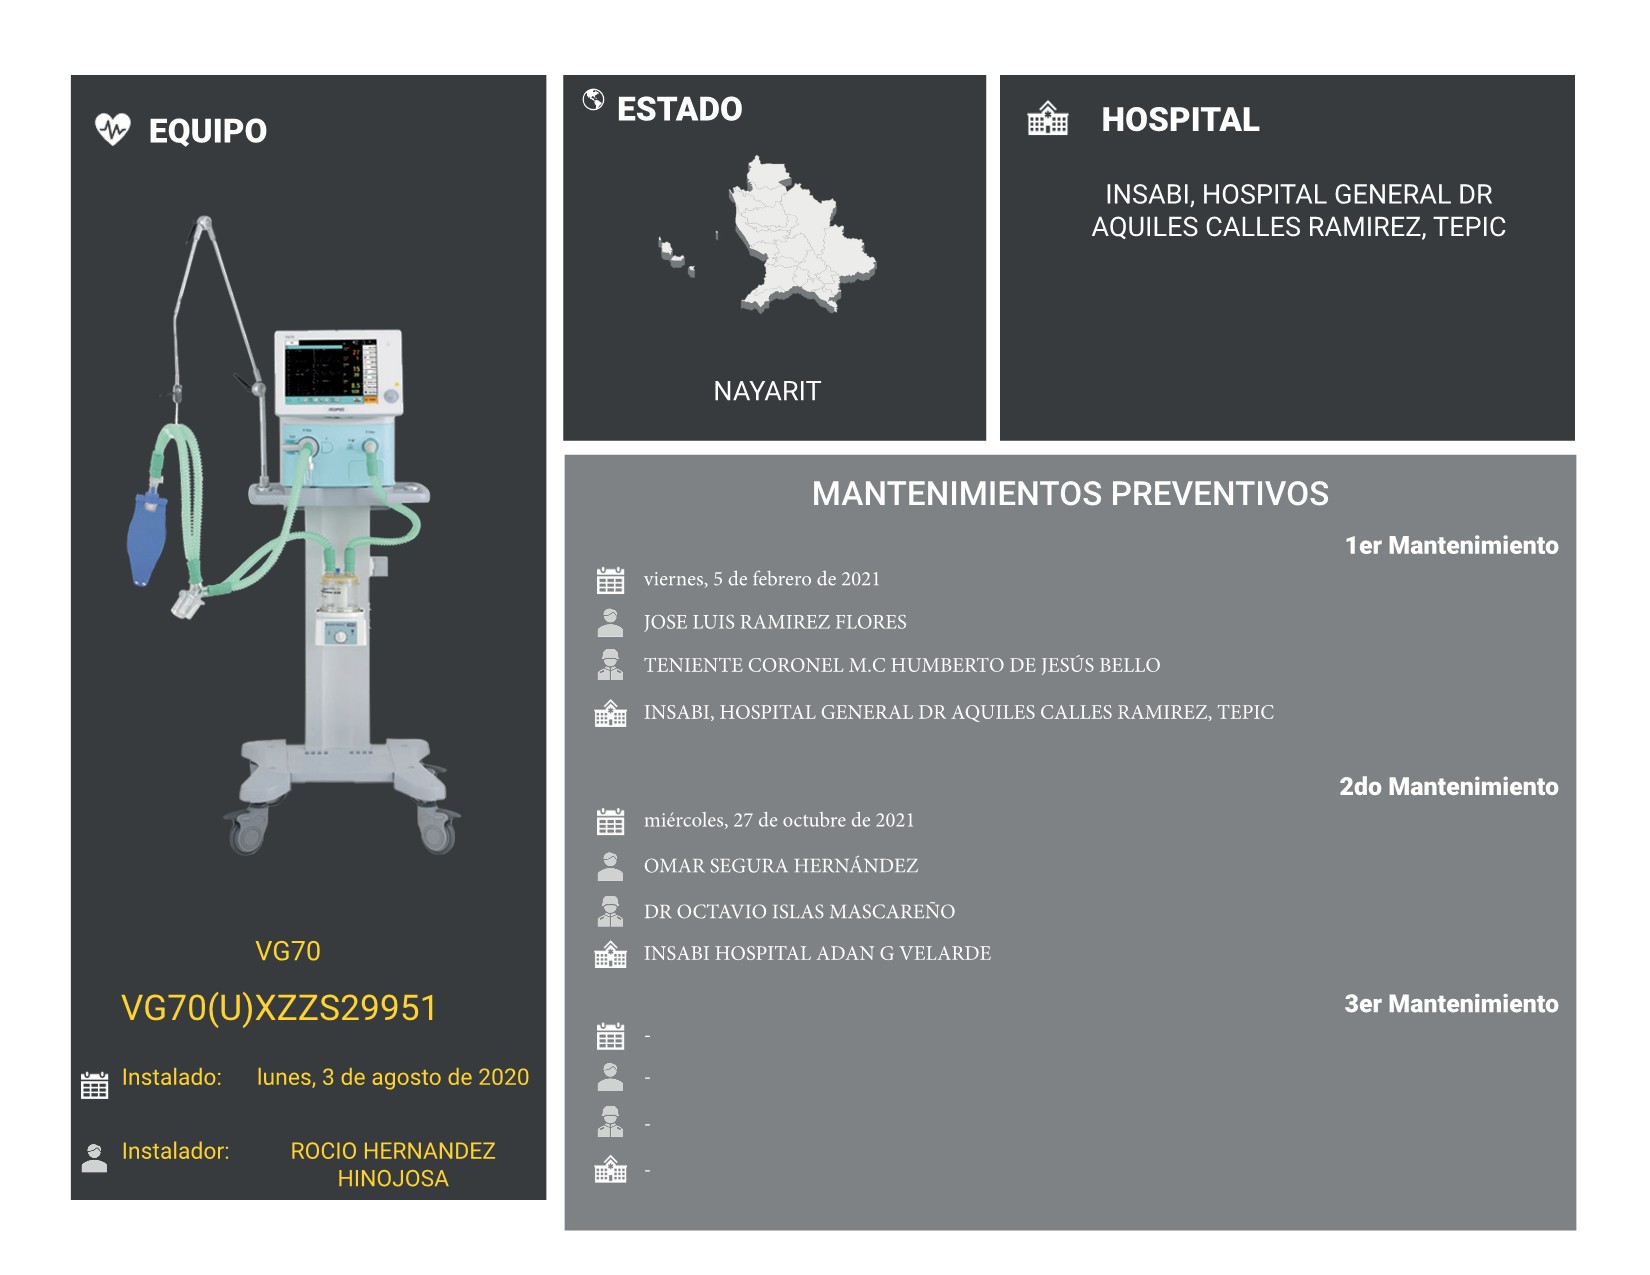 EQUIPO
VG70
VG70(U)XZZS29951
Instalado: lunes, 3 de agosto de 2020
Instalador: ROCIO HERNANDEZ
HINOJOSA
ESTADO
NAYARIT
HOSPITAL
INSABI, HOSPITAL GENERAL DR
AQUILES CALLES RAMIREZ, TEPIC
MANTENIMIENTOS PREVENTIVOS
1er Mantenimiento
viernes, 5 de febrero de 2021
JOSE LUIS RAMIREZ FLORES
TENIENTE CORONEL M.C HUMBERTO DE JESÚS BELLO
INSABI, HOSPITAL GENERAL DR AQUILES CALLES RAMIREZ, TEPIC
2do Mantenimiento
miércoles, 27 de octubre de 2021
OMAR SEGURA HERNÁNDEZ
DR OCTAVIO ISLAS MASCAREÑO
INSABI HOSPITAL ADAN G VELARDE
3er Mantenimiento
-
-
-
-